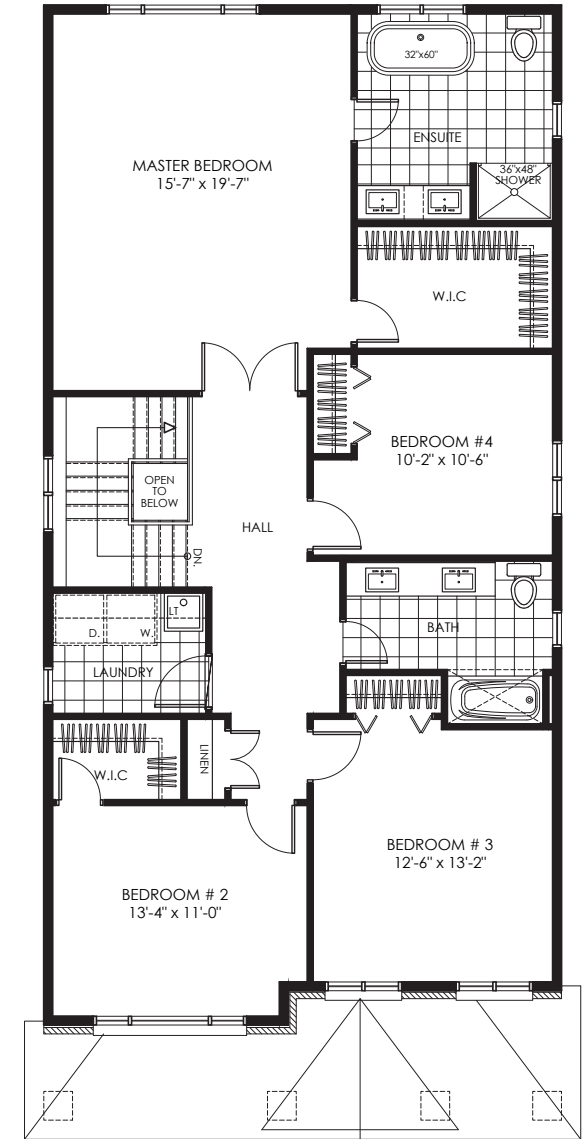 32"x60"
ENSUITE
MASTER BEDROOM
15'-7" x 19'-7"
36"x48"
SHOWER
W.I.C
BEDROOM #4
10'-2" x 10'-6"
OPEN
TO
BELOW
HALL
DN.
LT
D.
W.
BATH
LAUNDRY
LINEN
W.I.C
BEDROOM # 3
12'-6" x 13'-2"
BEDROOM # 2
13'-4" x 11'-0"